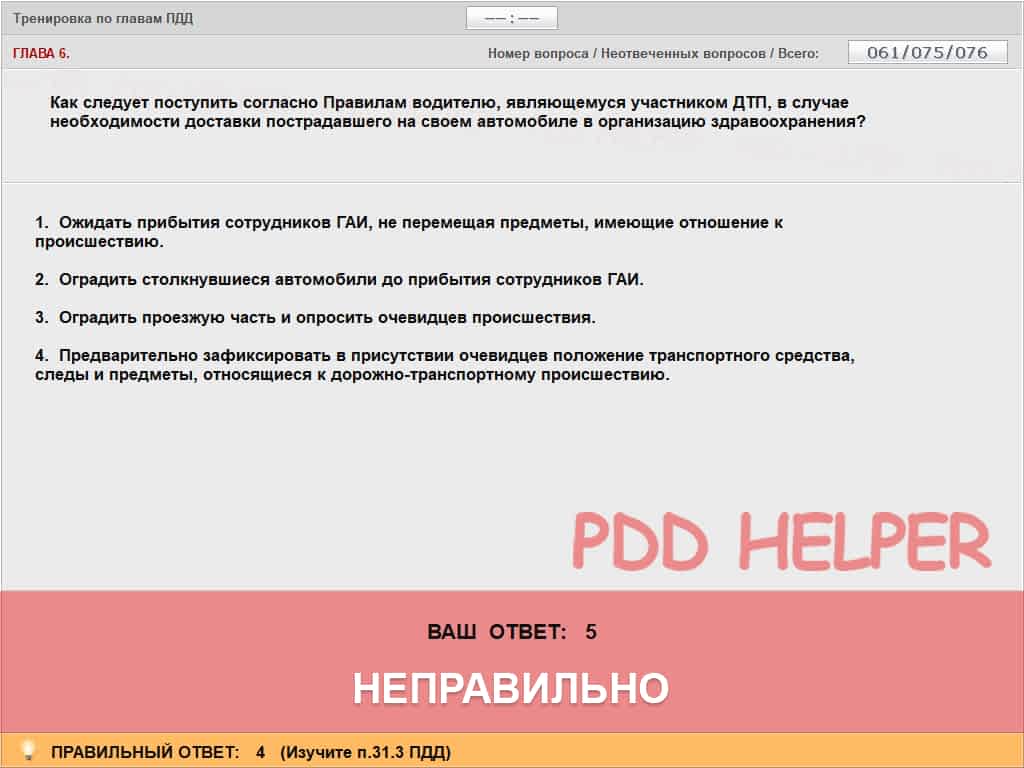 Тренировка по главам ПДД
—— : ——
ГЛАВА 6.
Номер вопроса / Неотвеченных вопросов / Всего:
061/075/076
Как следует поступить согласно Правилам водителю, являющемуся участником ДТП, в случае
необходимости доставки пострадавшего на своем автомобиле в организацию здравоохранения?
1. Ожидать прибытия сотрудников ГАИ, не перемещая предметы, имеющие отношение к
происшествию.
2. Оградить столкнувшиеся автомобили до прибытия сотрудников ГАИ.
3. Оградить проезжую часть и опросить очевидцев происшествия.
4. Предварительно зафиксировать в присутствии очевидцев положение транспортного средства,
следы и предметы, относящиеся к дорожно-транспортному происшествию.
PDD HELPER
ВАШ ОТВЕТ: 5
НЕПРАВИЛЬНО
ПРАВИЛЬНЫЙ ОТВЕТ: 4 (Изучите п.31.3 ПДД)